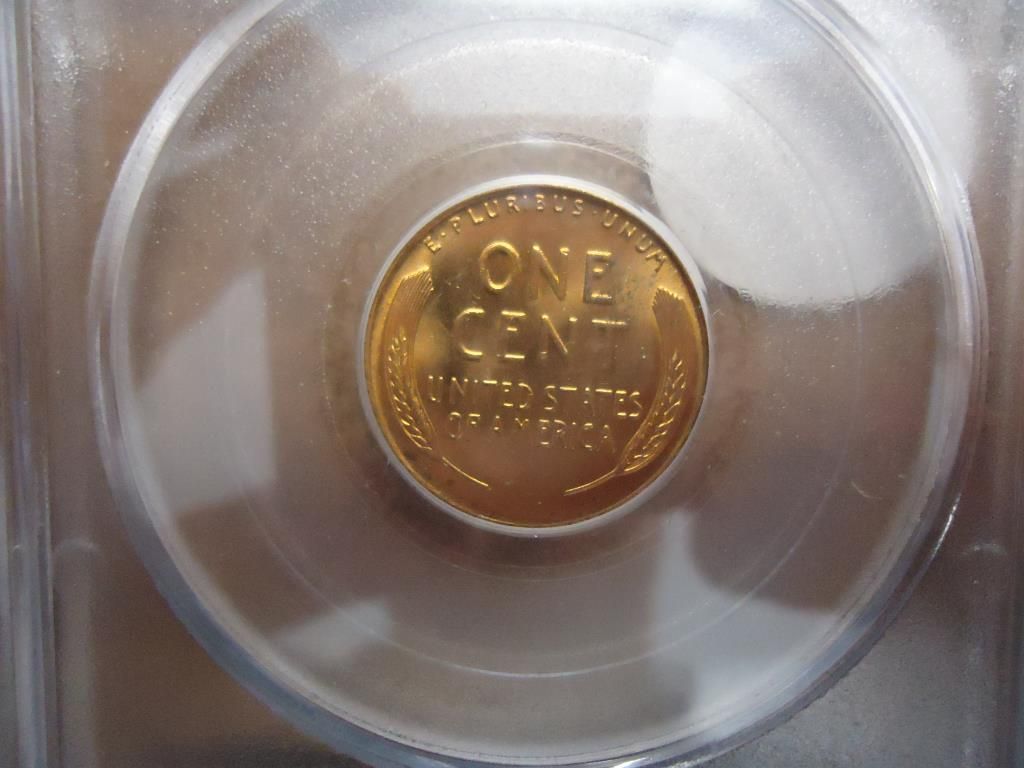 E·PLURIBUS·UNUM
ONE
CENT
UNITED STATES
OF AMERICA